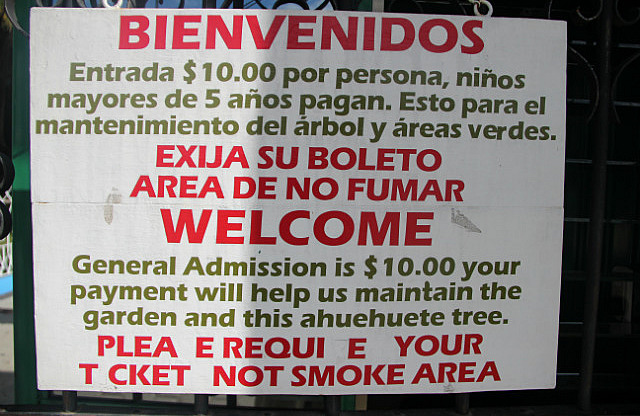 BIENVENIDOS
Entrada $10.00 por persona, niños
mayores de 5 años pagan. Esto para el
mantenimiento del árbol y áreas verdes.
EXIJA SU BOLETO
AREA DE NO FUMAR
WELCOME
General Admission is $10.00 your
payment will help us maintain the
garden and this ahuehuete tree.
PLEA E REQUI E YOUR
T CKET NOT SMOKE AREA